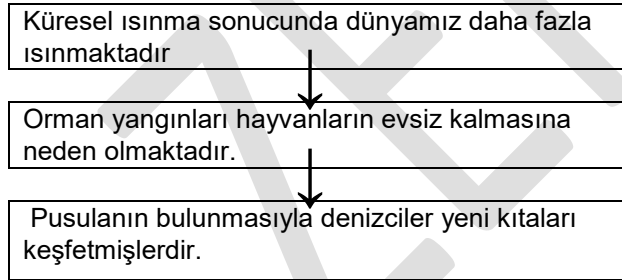 Küresel ısınma sonucunda dünyamız daha fazla
ısınmaktadır
Orman yangınları hayvanların evsiz kalmasına
neden olmaktadır.
Pusulanın bulunmasıyla denizciler yeni kıtaları
keşfetmişlerdir.